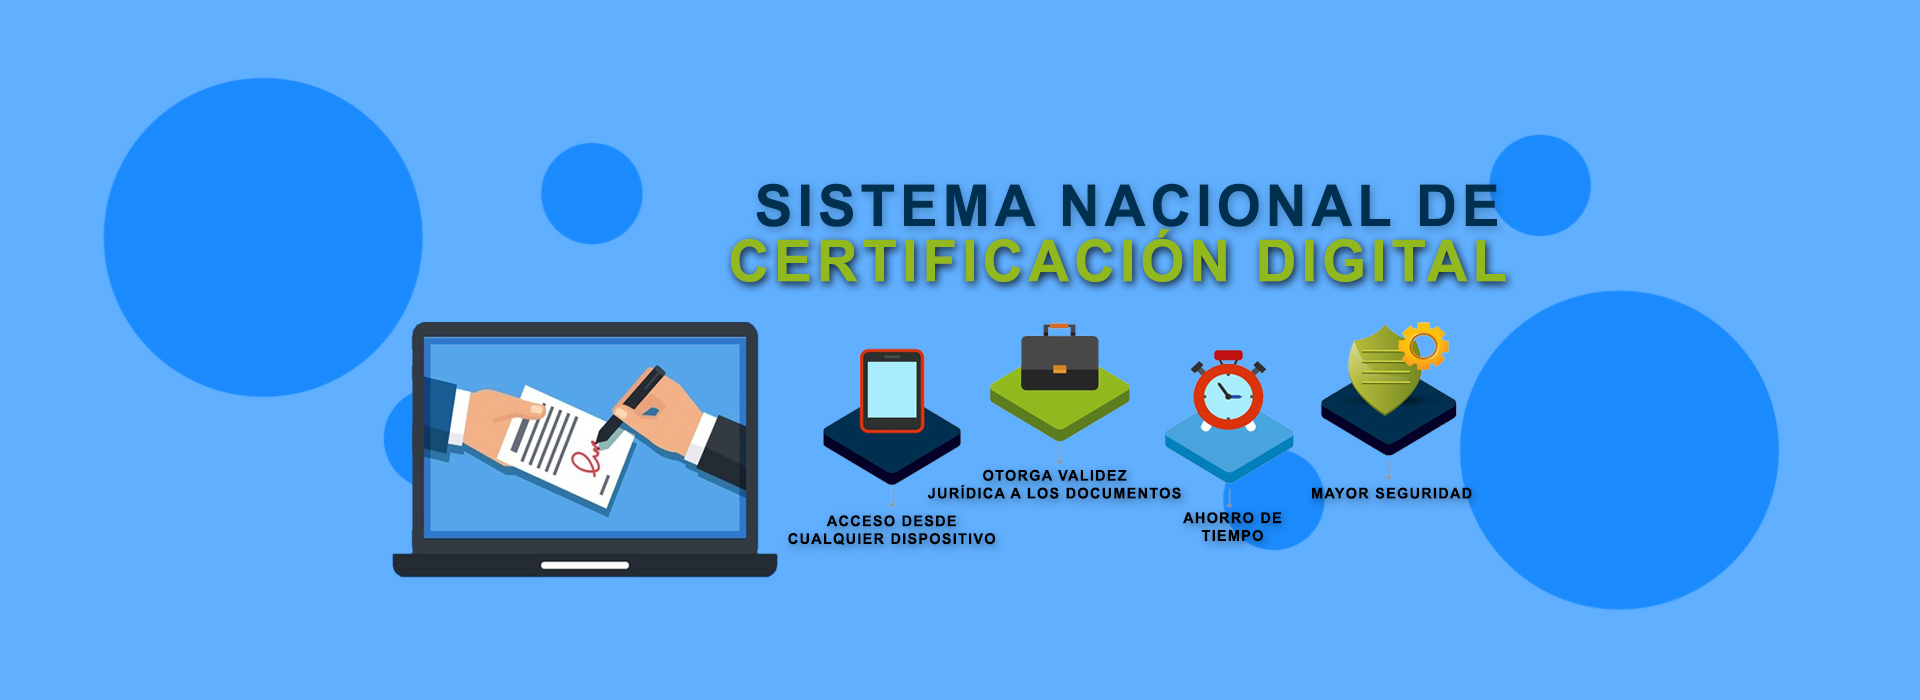 SISTEMA NACIONAL DE
CERTIFICACIÓN DIGITAL
ACCESO DESDE
CUALQUIER DISPOSITIVO
OTORGA VALIDEZ
JURÍDICA A LOS DOCUMENTOS
AHORRO DE
TIEMPO
MAYOR SEGURIDAD